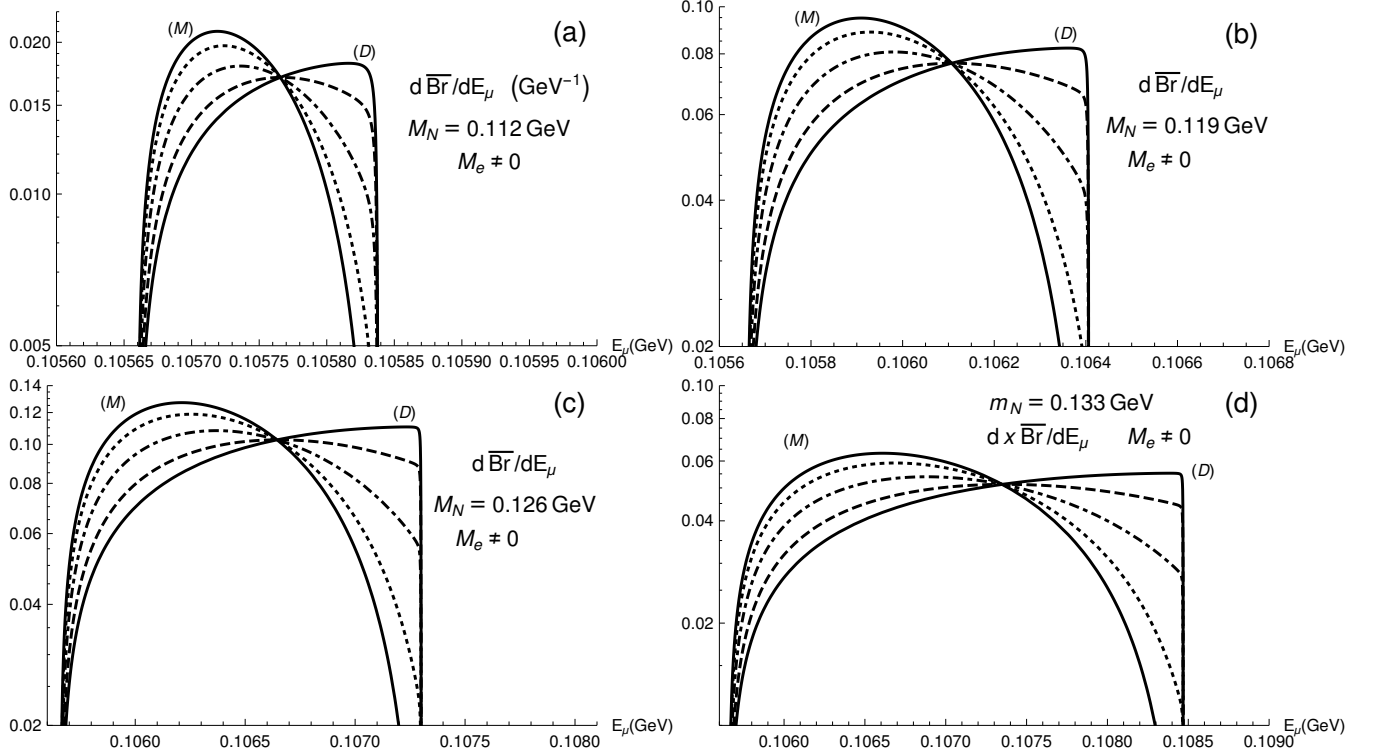 (M)
(D)
(a)
d Br/dE_μ (GeV⁻¹)
M_N = 0.112 GeV
M_e ≠ 0
0.020
0.015
0.010
0.005
0.10560 0.10565 0.10570 0.10575 0.10580 0.10585 0.10590 0.10595 0.10600
E_μ(GeV)
(M)
(D)
(b)
d B̅r̅/dE_μ
M_N = 0.119 GeV
M_e ≠ 0
0.10
0.08
0.06
0.04
0.02
0.1056 0.1058 0.1060 0.1062 0.1064 0.1066 0.1068
E_μ(GeV)
(M)
(D)
(c)
d B̅r̅/dE_μ
M_N = 0.126 GeV
M_e ≠ 0
0.14
0.12
0.10
0.08
0.06
0.04
0.02
0.1060 0.1065 0.1070 0.1075 0.1080
E_μ(GeV)
m_N = 0.133 GeV
(d)
d x B̅r̅/dE_μ M_e ≠ 0
(M)
(D)
0.10
0.06
0.04
0.02
0.1060 0.1065 0.1070 0.1075 0.1080 0.1085 0.1090
E_μ(GeV)